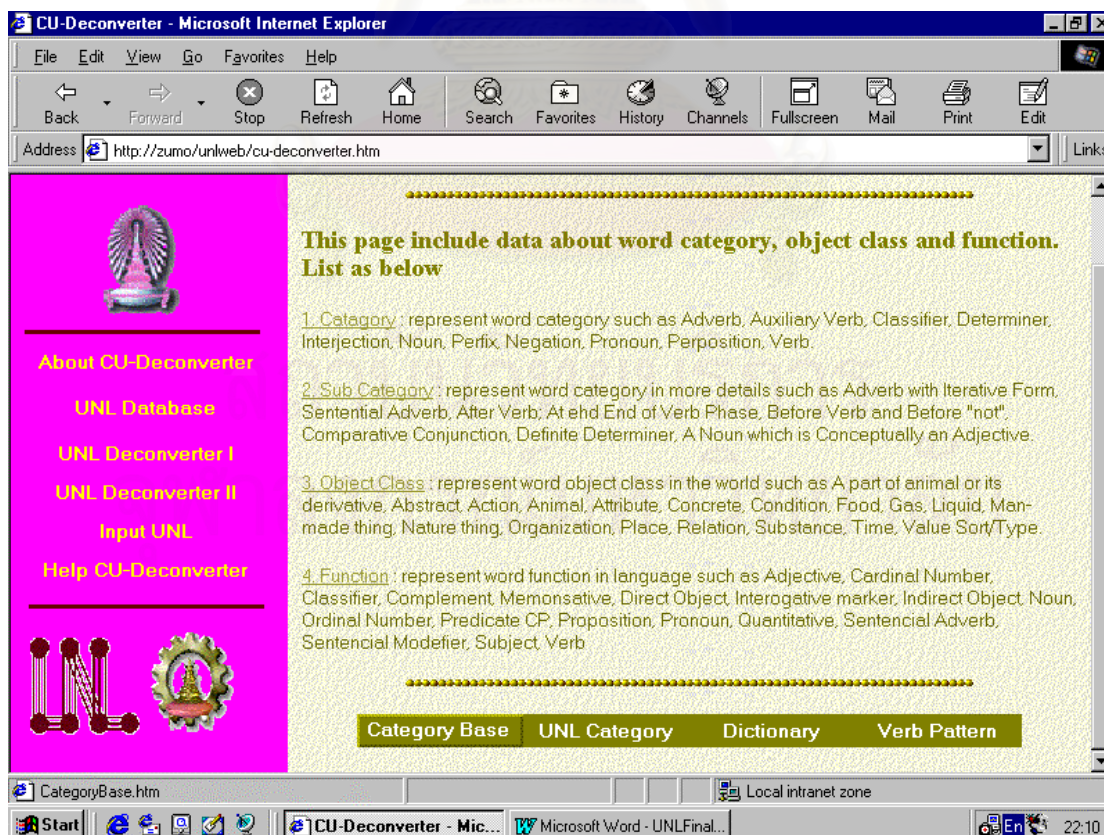 CU-Deconverter - Microsoft Internet Explorer
File Edit View Go Favorites Help
Back Forward Stop Refresh Home Search Favorites History Channels Fullscreen Mail Print Edit
Address http://zumo/unlweb/cu-deconverter.htm Links
This page include data about word category, object class and function.
List as below
1. Catagory : represent word category such as Adverb, Auxiliary Verb, Classifier, Determiner,
Interjection, Noun, Perfix, Negation, Pronoun, Perposition, Verb.
2. Sub Category : represent word category in more details such as Adverb with Iterative Form,
Sentential Adverb, After Verb; At ehd End of Verb Phase, Before Verb and Before "not",
Comparative Conjunction, Definite Determiner, A Noun which is Conceptually an Adjective.
3. Object Class : represent word object class in the world such as A part of animal or its
derivative, Abstract, Action, Animal, Attribute, Concrete, Condition, Food, Gas, Liquid, Man-
made thing, Nature thing, Organization, Place, Relation, Substance, Time, Value Sort/Type.
4. Function : represent word function in language such as Adjective, Cardinal Number,
Classifier, Complement, Memonsative, Direct Object, Interogative marker, Indirect Object, Noun,
Ordinal Number, Predicate CP, Proposition, Pronoun, Quantitative, Sentencial Adverb,
Sentencial Modefier, Subject, Verb
About CU-Deconverter
UNL Database
UNL Deconverter I
UNL Deconverter II
Input UNL
Help CU-Deconverter
UNL
Category Base UNL Category Dictionary Verb Pattern
CategoryBase.htm Local intranet zone
Start CU-Deconverter - Mic... Microsoft Word - UNLFinal... En 22:10